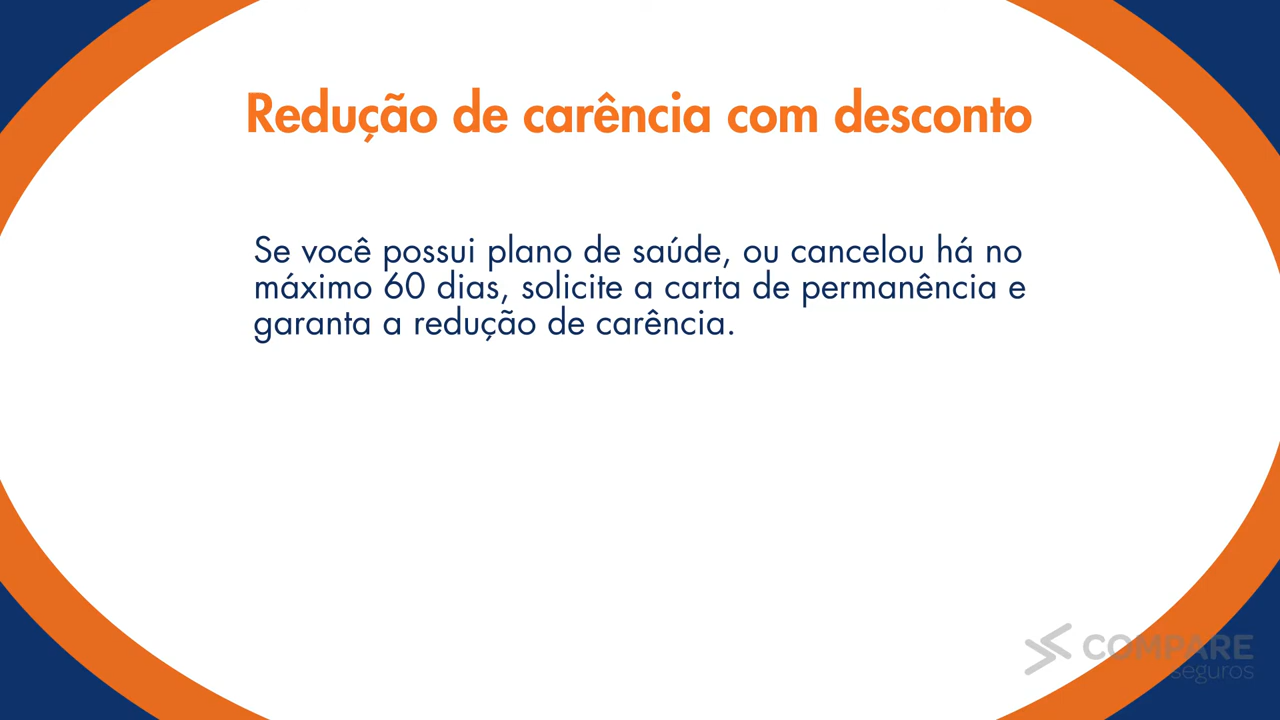 Redução de carência com desconto
Se você possui plano de saúde, ou cancelou há no
máximo 60 dias, solicite a carta de permanência e
garanta a redução de carência.
COMPARE
seguros